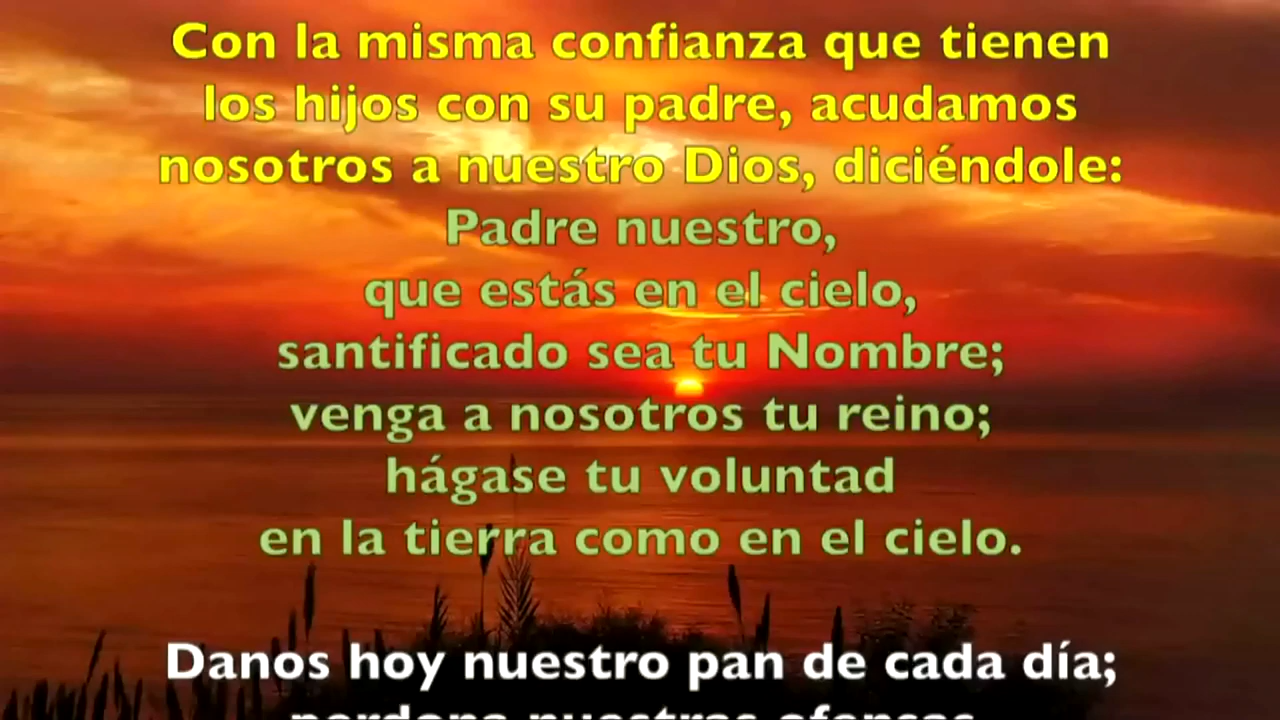 Con la misma confianza que tienen
los hijos con su padre, acudamos
nosotros a nuestro Dios, diciéndole:
Padre nuestro,
que estás en el cielo,
santificado sea tu Nombre;
venga a nosotros tu reino;
hágase tu voluntad
en la tierra como en el cielo.
Danos hoy nuestro pan de cada día;
perdona nuestras ofensas